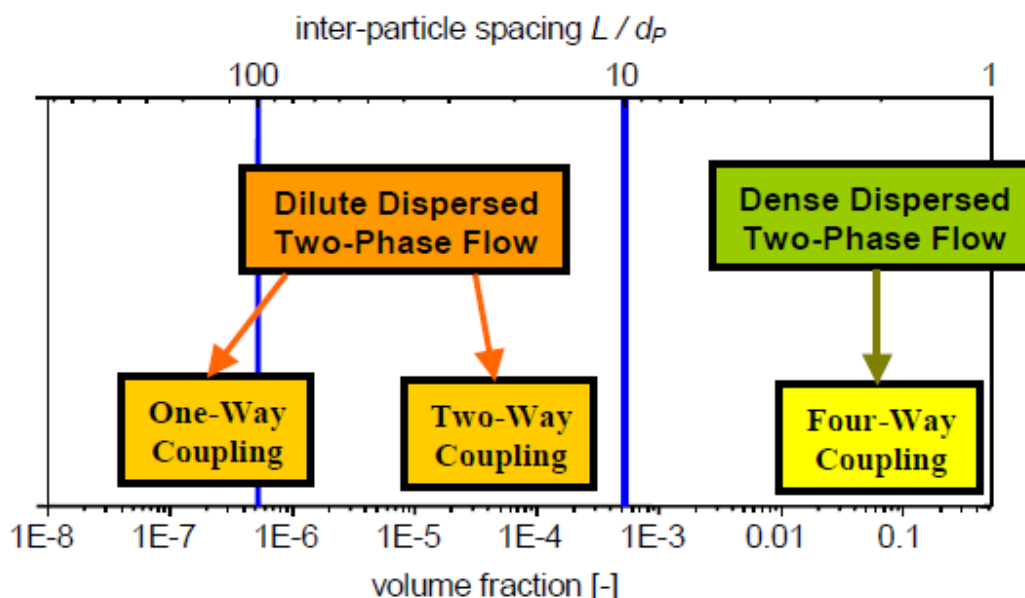 inter-particle spacing L / dP
100 10 1
Dilute Dispersed
Two-Phase Flow
Dense Dispersed
Two-Phase Flow
One-Way
Coupling
Two-Way
Coupling
Four-Way
Coupling
1E-8 1E-7 1E-6 1E-5 1E-4 1E-3 0.01 0.1
volume fraction [-]